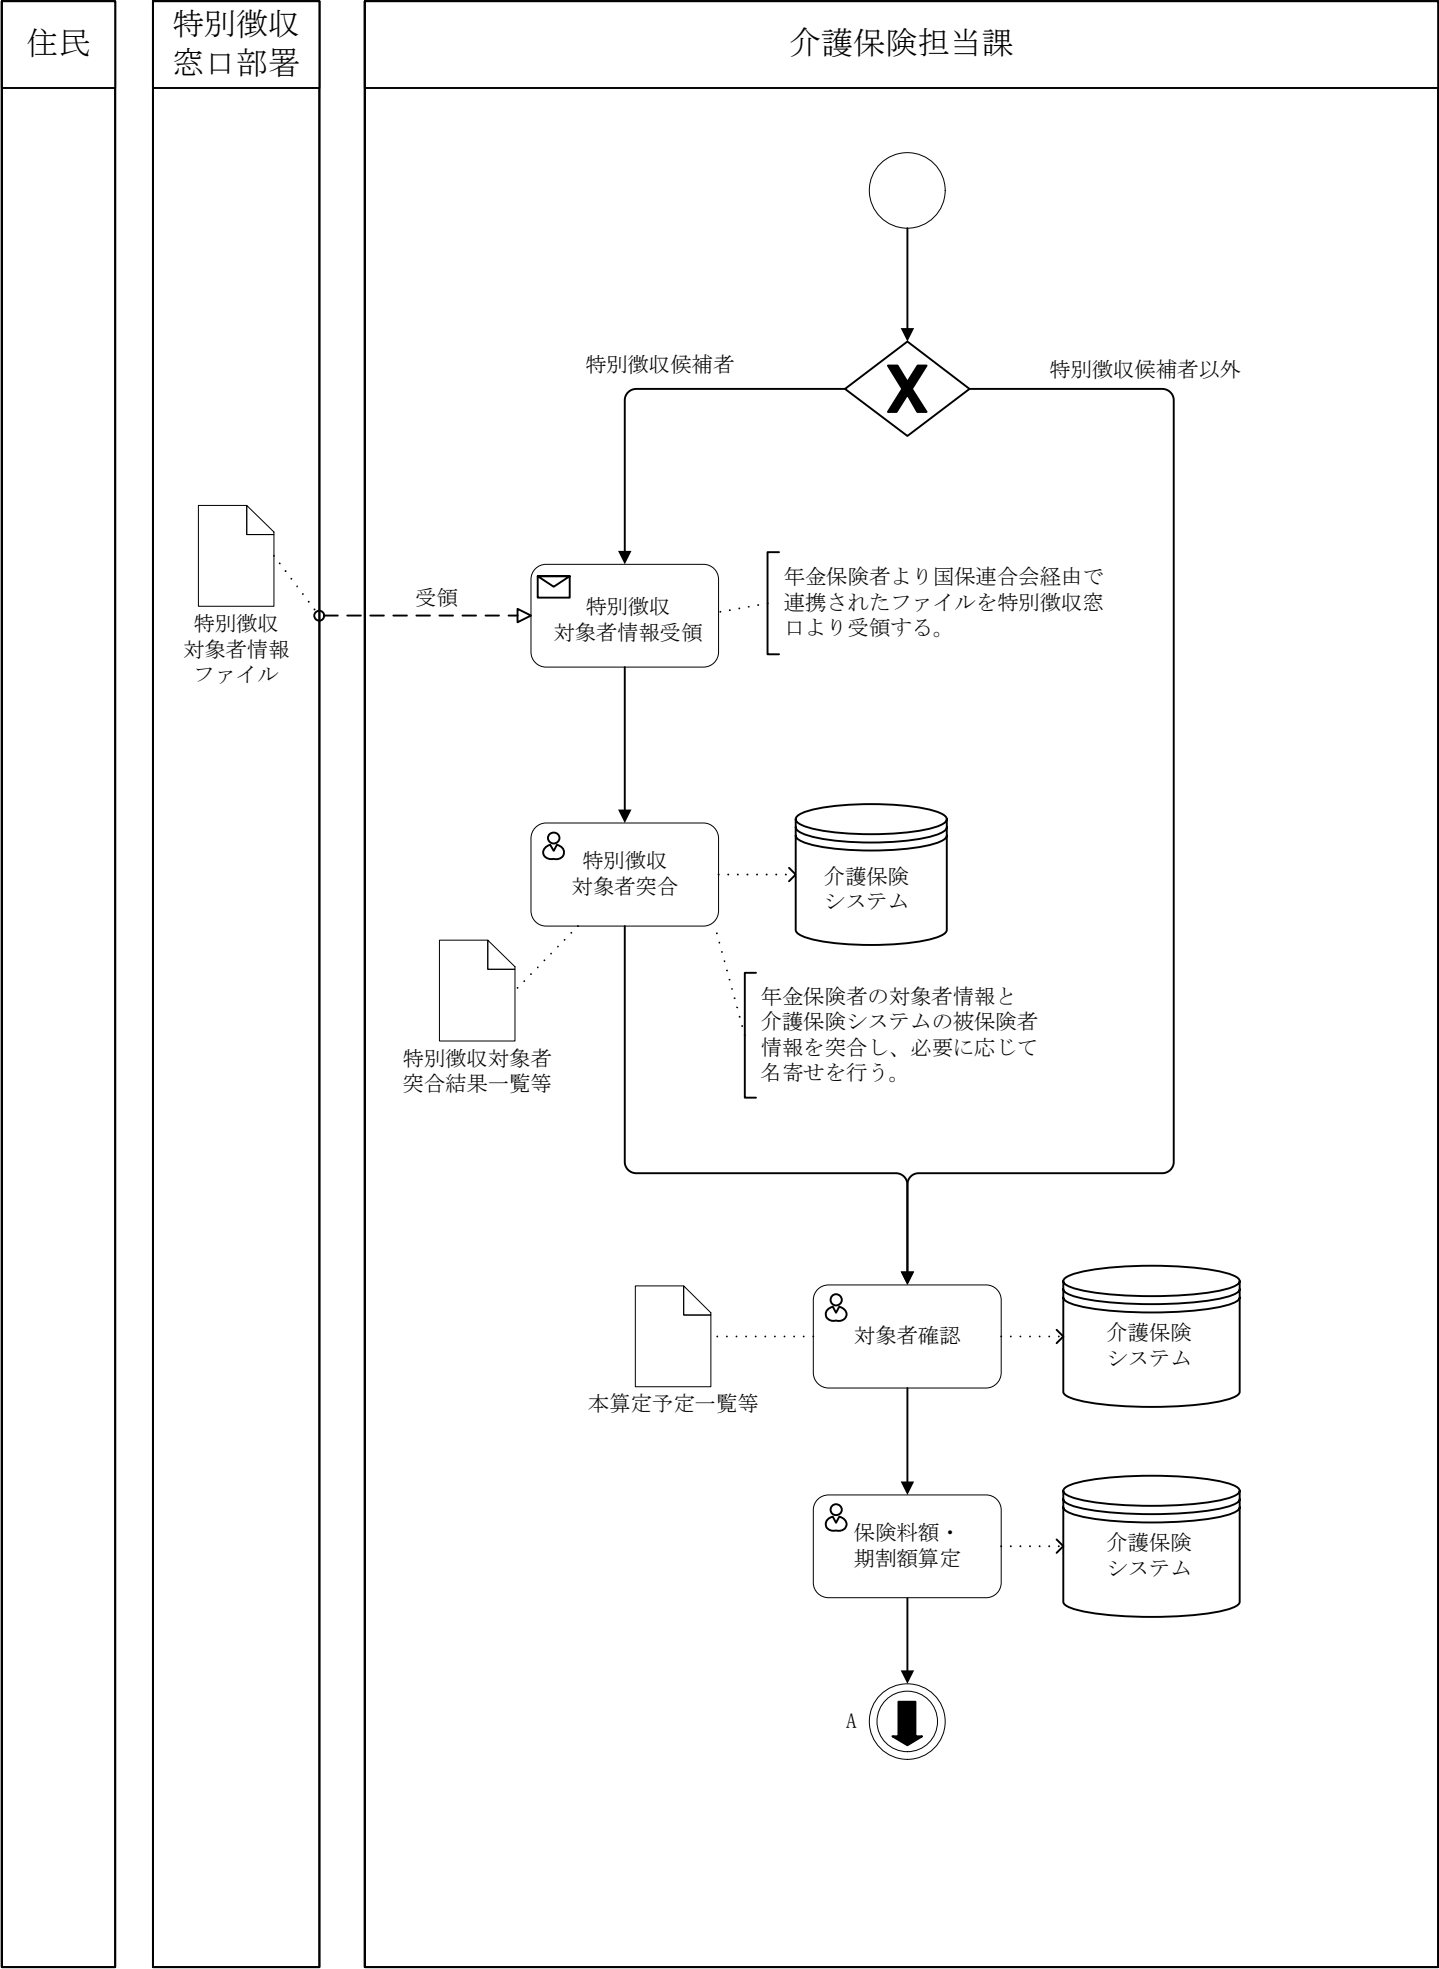 住民
特別徴収
窓口部署
介護保険担当課
特別徴収候補者
X
特別徴収候補者以外
特別徴収
対象者情報
ファイル
受領
特別徴収
対象者情報受領
年金保険者より国保連合会経由で
連携されたファイルを特別徴収窓
口より受領する。
特別徴収
対象者突合
介護保険
システム
特別徴収対象者
突合結果一覧等
年金保険者の対象者情報と
介護保険システムの被保険者
情報を突合し、必要に応じて
名寄せを行う。
本算定予定一覧等
対象者確認
介護保険
システム
保険料額・
期割額算定
介護保険
システム
A